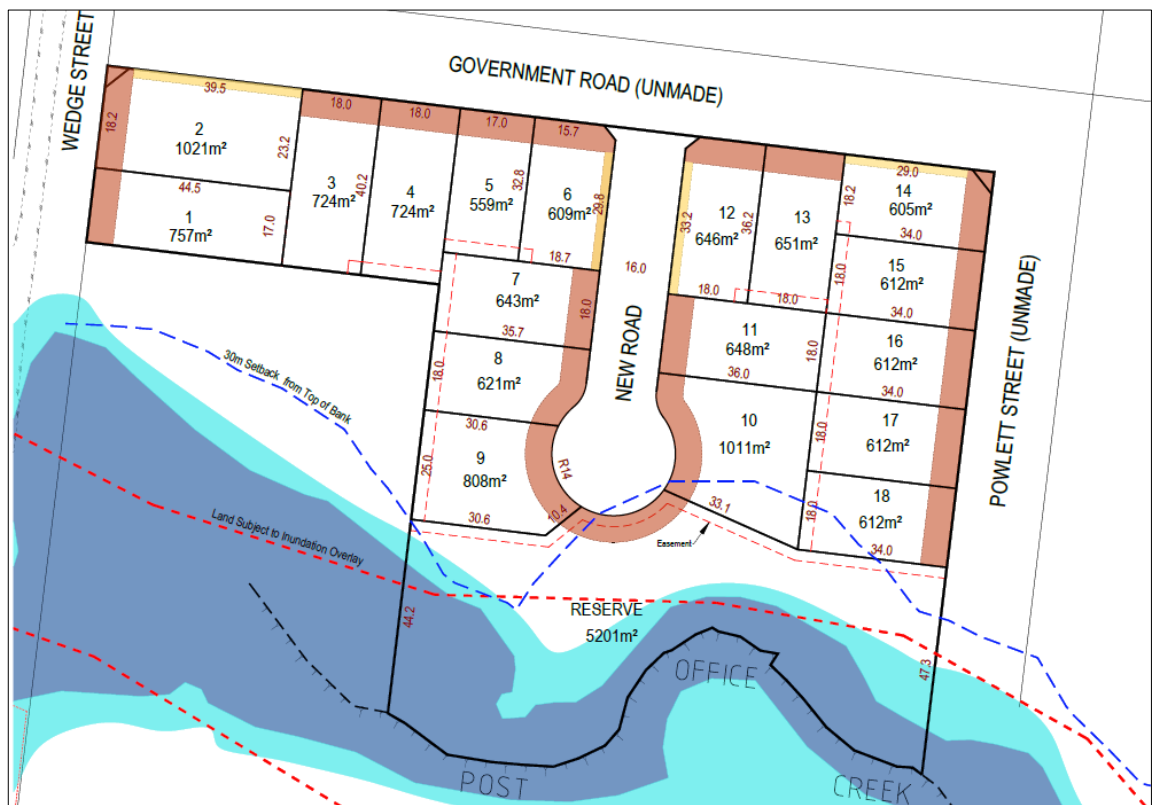 WEDGE STREET
GOVERNMENT ROAD (UNMADE)
39.5
18.2
2
1021m²
23.2
44.5
1
757m²
17.0
18.0
3
724m²
40.2
18.0
4
724m²
17.0
5
559m²
32.8
15.7
6
609m²
29.8
18.7
7
643m²
18.0
35.7
8
621m²
18.0
30.6
9
808m²
25.0
30.6
10.4
R14
16.0
NEW ROAD
33.2
12
646m²
36.2
18.0
13
651m²
18.0
11
648m²
18.0
36.0
10
1011m²
18.0
33.1
29.0
18.2
14
605m²
34.0
18.0
15
612m²
34.0
16
612m²
34.0
17
612m²
18
612m²
18.0
34.0
POWLETT STREET (UNMADE)
30m Setback from Top of Bank
Land Subject to Inundation Overlay
Easement
RESERVE
5201m²
44.2
47.3
POST
OFFICE
CREEK